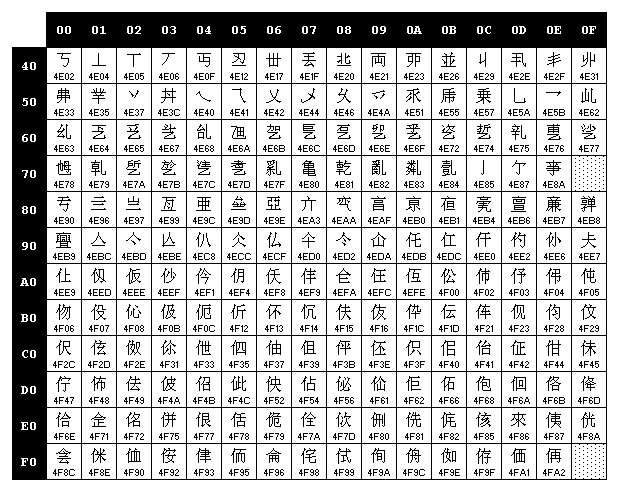 00 01 02 03 04 05 06 07 08 09 0A 0B 0C 0D 0E 0F
40 丂 丄 丅 丆 丏 丒 丗 丟 丠 両 丣 並 丩 丮 丯 丱
4E02 4E04 4E05 4E06 4E0F 4E12 4E17 4E1F 4E20 4E21 4E23 4E26 4E29 4E2E 4E2F 4E31
50 丳 丵 丷 丼 乀 乁 乂 乄 乆 乊 乑 乕 乗 乚 乛 乢
4E33 4E35 4E37 4E3C 4E40 4E41 4E42 4E44 4E46 4E4A 4E51 4E55 4E57 4E5A 4E5B 4E62
60 乣 乤 乥 乧 乨 乪 乫 乬 乭 乮 乯 乲 乴 乵 乶 乷
4E63 4E64 4E65 4E67 4E68 4E6A 4E6B 4E6C 4E6D 4E6E 4E6F 4E72 4E74 4E75 4E76 4E77
70 乸 乹 乺 乻 乼 乽 乿 亀 亁 亂 亃 亄 亅 亇 亊
4E78 4E79 4E7A 4E7B 4E7C 4E7D 4E7F 4E80 4E81 4E82 4E83 4E84 4E85 4E87 4E8A
80 亐 亖 亗 亙 亜 亝 亞 亣 亪 亯 亰 亱 亴 亶 亷 亸
4E90 4E96 4E97 4E99 4E9C 4E9D 4E9E 4EA3 4EAA 4EAF 4EB0 4EB1 4EB4 4EB6 4EB7 4EB8
90 亹 亼 亽 亾 仈 仌 仏 仐 仒 仚 仛 仜 仠 仢 仦 仧
4EB9 4EBC 4EBD 4EBE 4EC8 4ECC 4ECF 4ED0 4ED2 4EDA 4EDB 4EDC 4EE0 4EE2 4EE6 4EE7
A0 仩 仭 仮 仯 仱 仴 仸 仹 仺 仼 仾 伀 伂 伃 伄 伅
4EE9 4EED 4EEE 4EEF 4EF1 4EF4 4EF8 4EF9 4EFA 4EFC 4EFE 4F00 4F02 4F03 4F04 4F05
B0 伆 伇 伈 伋 伌 伒 伓 伔 伕 伖 伜 伝 伡 伣 伨 伩
4F06 4F07 4F08 4F0B 4F0C 4F12 4F13 4F14 4F15 4F16 4F1C 4F1D 4F21 4F23 4F28 4F29
C0 伬 伭 伮 伱 伳 伵 伷 伹 伻 伾 伿 佀 佁 佂 佄 佅
4F2C 4F2D 4F2E 4F31 4F33 4F35 4F37 4F39 4F3B 4F3E 4F3F 4F40 4F41 4F42 4F44 4F45
D0 佇 佈 佉 佊 佋 佌 佒 佔 佖 佡 佢 佦 佨 佪 佫 佭
4F47 4F48 4F49 4F4A 4F4B 4F4C 4F52 4F54 4F56 4F61 4F62 4F66 4F68 4F6A 4F6B 4F6D
E0 佮 佱 佲 併 佷 佸 佹 佺 佽 侀 侁 侂 侅 來 侇 侊
4F6E 4F71 4F72 4F75 4F77 4F78 4F79 4F7A 4F7D 4F80 4F81 4F82 4F85 4F86 4F87 4F8A
F0 侌 侎 侐 侒 侓 侕 侖 侘 侙 侚 侜 侞 侟 価 侢
4F8C 4F8E 4F90 4F92 4F93 4F95 4F96 4F98 4F99 4F9A 4F9C 4F9E 4F9F 4FA1 4FA2